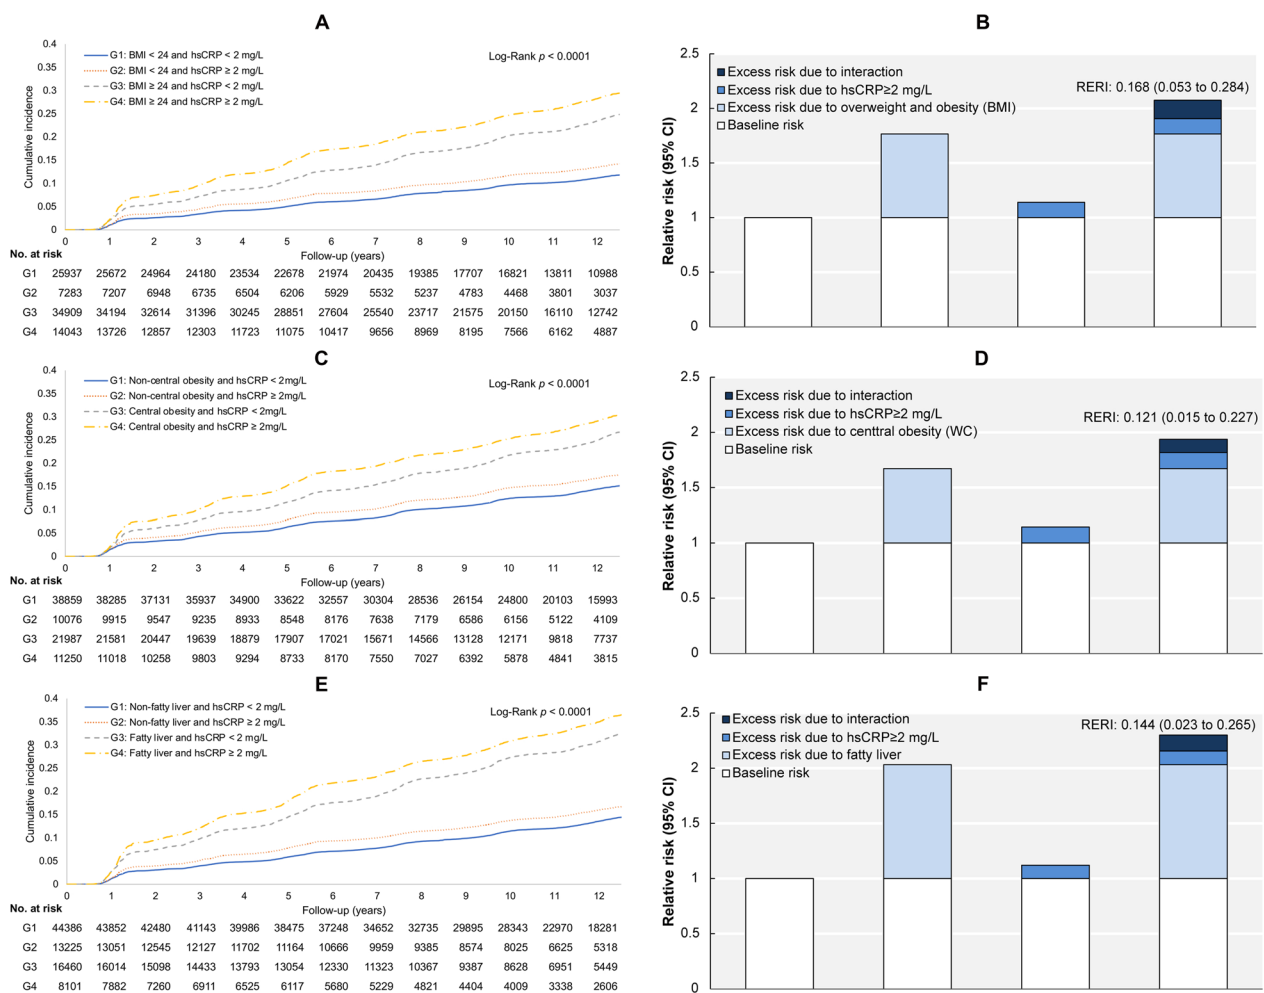 A
0.4
0.35
0.3
0.25
0.2
0.15
0.1
0.05
0
Cumulative incidence
G1: BMI < 24 and hsCRP < 2 mg/L
G2: BMI < 24 and hsCRP ≥ 2 mg/L
G3: BMI ≥ 24 and hsCRP < 2 mg/L
G4: BMI ≥ 24 and hsCRP ≥ 2 mg/L
Log-Rank p < 0.0001
0 1 2 3 4 5 6 7 8 9 10 11 12
Follow-up (years)
No. at risk
G1 25937 25672 24964 24180 23534 22678 21974 20435 19385 17707 16821 13811 10988
G2 7283 7207 6948 6735 6504 6206 5929 5532 5237 4783 4468 3801 3037
G3 34909 34194 32614 31396 30245 28851 27604 25540 23717 21575 20150 16110 12742
G4 14043 13726 12857 12303 11723 11075 10417 9656 8969 8195 7566 6162 4887
B
2.5
2
1.5
1
0.5
0
Relative risk (95% CI)
Excess risk due to interaction
Excess risk due to hsCRP≥2 mg/L
Excess risk due to overweight and obesity (BMI)
Baseline risk
RERI: 0.168 (0.053 to 0.284)
C
0.4
0.35
0.3
0.25
0.2
0.15
0.1
0.05
0
Cumulative incidence
G1: Non-central obesity and hsCRP < 2mg/L
G2: Non-central obesity and hsCRP ≥ 2mg/L
G3: Central obesity and hsCRP < 2mg/L
G4: Central obesity and hsCRP ≥ 2mg/L
Log-Rank p < 0.0001
0 1 2 3 4 5 6 7 8 9 10 11 12
Follow-up (years)
No. at risk
G1 38859 38285 37131 35937 34900 33622 32557 30304 28536 26154 24800 20103 15993
G2 10076 9915 9547 9235 8933 8548 8176 7638 7179 6586 6156 5122 4109
G3 21987 21581 20447 19639 18879 17907 17021 15671 14566 13128 12171 9818 7737
G4 11250 11018 10258 9803 9294 8733 8170 7550 7027 6392 5878 4841 3815
D
2.5
2
1.5
1
0.5
0
Relative risk (95% CI)
Excess risk due to interaction
Excess risk due to hsCRP≥2 mg/L
Excess risk due to centtral obesity (WC)
Baseline risk
RERI: 0.121 (0.015 to 0.227)
E
0.4
0.35
0.3
0.25
0.2
0.15
0.1
0.05
0
Cumulative incidence
G1: Non-fatty liver and hsCRP < 2 mg/L
G2: Non-fatty liver and hsCRP ≥ 2 mg/L
G3: Fatty liver and hsCRP < 2 mg/L
G4: Fatty liver and hsCRP ≥ 2 mg/L
Log-Rank p < 0.0001
0 1 2 3 4 5 6 7 8 9 10 11 12
Follow-up (years)
No. at risk
G1 44386 43852 42480 41143 39986 38475 37248 34652 32735 29895 28343 22970 18281
G2 13225 13051 12545 12127 11702 11164 10666 9959 9385 8574 8025 6625 5318
G3 16460 16014 15098 14433 13793 13054 12330 11323 10367 9387 8628 6951 5449
G4 8101 7882 7260 6911 6525 6117 5680 5229 4821 4404 4009 3338 2606
F
2.5
2
1.5
1
0.5
0
Relative risk (95% CI)
Excess risk due to interaction
Excess risk due to hsCRP≥2 mg/L
Excess risk due to fatty liver
Baseline risk
RERI: 0.144 (0.023 to 0.265)